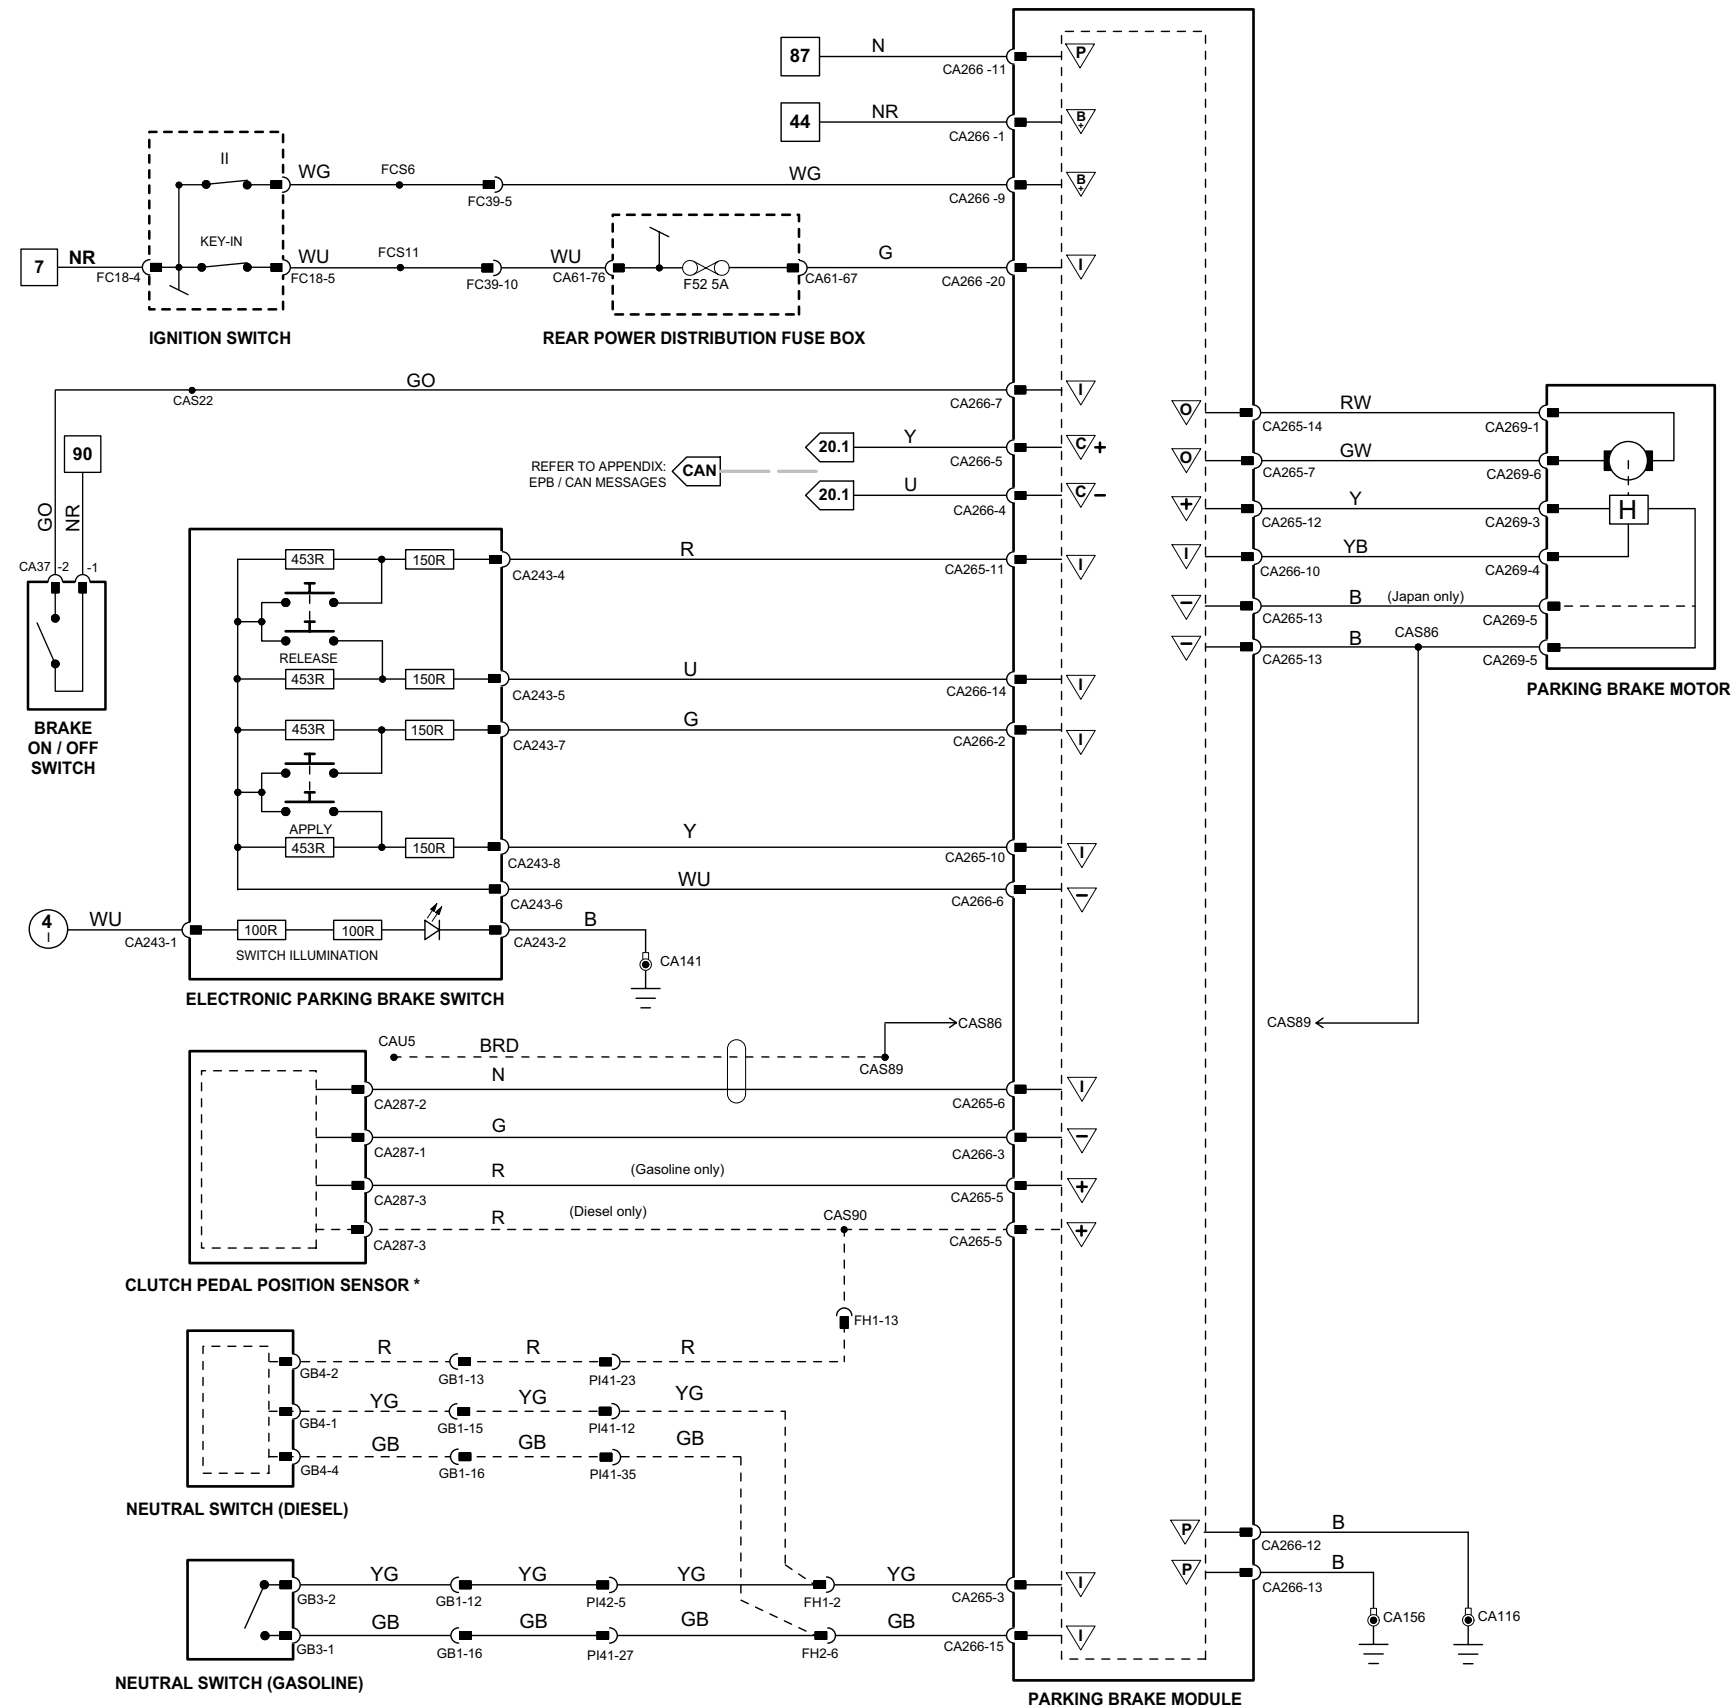 87
N
CA266 -11
P
44
NR
CA266 -1
B+
II
WG
FCS6
FC39-5
WG
CA266 -9
B+
7
NR
FC18-4
KEY-IN
WU
FC18-5
FCS11
FC39-10
WU
CA61-76
F52 5A
CA61-67
G
CA266 -20
I
IGNITION SWITCH
REAR POWER DISTRIBUTION FUSE BOX
GO
CAS22
CA266-7
I
90
GO
NR
CA37
-2
-1
BRAKE
ON / OFF
SWITCH
REFER TO APPENDIX:
EPB / CAN MESSAGES
CAN
20.1
Y
CA266-5
C+
20.1
U
CA266-4
C−
453R
150R
CA243-4
R
CA265-11
I
RELEASE
453R
150R
CA243-5
U
CA266-14
I
453R
150R
CA243-7
G
CA266-2
I
APPLY
453R
150R
CA243-8
Y
CA265-10
I
CA243-6
WU
CA266-6
−
4
I
WU
CA243-1
100R
100R
SWITCH ILLUMINATION
CA243-2
B
CA141
ELECTRONIC PARKING BRAKE SWITCH
O
CA265-14
RW
CA269-1
O
CA265-7
GW
CA269-6
+
CA265-12
Y
CA269-3
H
I
CA266-10
YB
CA269-4
−
CA265-13
B
(Japan only)
CA269-5
−
CA265-13
B
CAS86
CA269-5
PARKING BRAKE MOTOR
CAS89
CAU5
BRD
CAS86
CAS89
CA287-2
N
CA265-6
I
CA287-1
G
CA266-3
−
CA287-3
R
(Gasoline only)
CA265-5
+
CA287-3
R
(Diesel only)
CAS90
CA265-5
+
CLUTCH PEDAL POSITION SENSOR *
FH1-13
GB4-2
R
GB1-13
R
PI41-23
R
GB4-1
YG
GB1-15
YG
PI41-12
YG
GB4-4
GB
GB1-16
GB
PI41-35
GB
NEUTRAL SWITCH (DIESEL)
GB3-2
YG
GB1-12
YG
PI42-5
YG
FH1-2
YG
CA265-3
I
GB3-1
GB
GB1-16
GB
PI41-27
GB
FH2-6
GB
CA266-15
I
NEUTRAL SWITCH (GASOLINE)
P
CA266-12
B
P
CA266-13
B
CA156
CA116
PARKING BRAKE MODULE